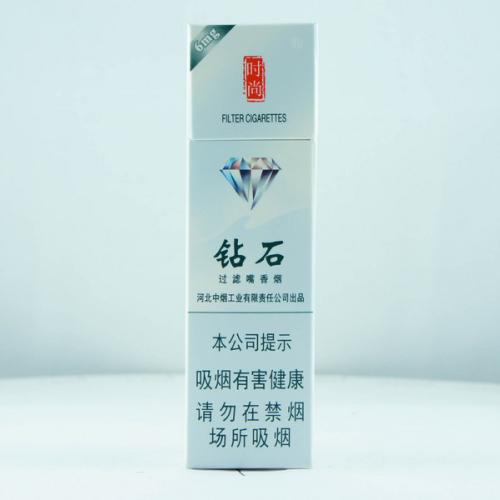 6mg
时尚
FILTER CIGARETTES
钻石
过滤嘴香烟
河北中烟工业有限责任公司出品
本公司提示
吸烟有害健康
请勿在禁烟
场所吸烟